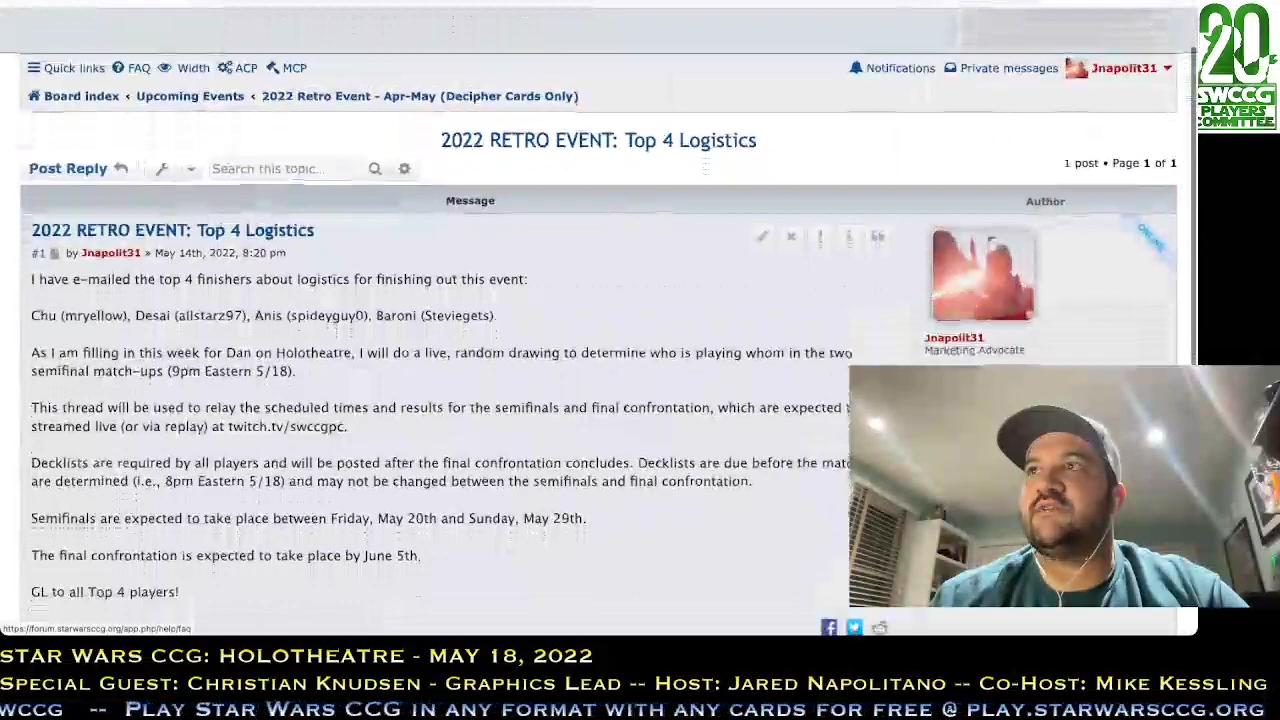 Quick links FAQ Width ACP MCP Notifications Private messages Jnapolit31
Board index ‹ Upcoming Events ‹ 2022 Retro Event - Apr-May (Decipher Cards Only)
2022 RETRO EVENT: Top 4 Logistics
Post Reply Search this topic... 1 post • Page 1 of 1
Message Author
2022 RETRO EVENT: Top 4 Logistics
#1 by Jnapolit31 » May 14th, 2022, 8:20 pm
I have e-mailed the top 4 finishers about logistics for finishing out this event:
Chu (mryellow), Desai (allstarz97), Anis (spideyguy0), Baroni (Steviegets).
As I am filling in this week for Dan on Holotheatre, I will do a live, random drawing to determine who is playing whom in the two
semifinal match-ups (9pm Eastern 5/18).
This thread will be used to relay the scheduled times and results for the semifinals and final confrontation, which are expected
streamed live (or via replay) at twitch.tv/swccgpc.
Decklists are required by all players and will be posted after the final confrontation concludes. Decklists are due before the
are determined (i.e., 8pm Eastern 5/18) and may not be changed between the semifinals and final confrontation.
Semifinals are expected to take place between Friday, May 20th and Sunday, May 29th.
The final confrontation is expected to take place by June 5th.
GL to all Top 4 players!
ONLINE
Jnapolit31
Marketing Advocate
https://forum.starwarsccg.org/app.php/help/faq
20
SWCCG
PLAYERS
COMMITTEE
STAR WARS CCG: HOLOTHEATRE - MAY 18, 2022
SPECIAL GUEST: CHRISTIAN KNUDSEN - GRAPHICS LEAD -- HOST: JARED NAPOLITANO -- CO-HOST: MIKE KESSLING
WCCG -- PLAY STAR WARS CCG IN ANY FORMAT WITH ANY CARDS FOR FREE @ PLAY.STARWARSCCG.ORG